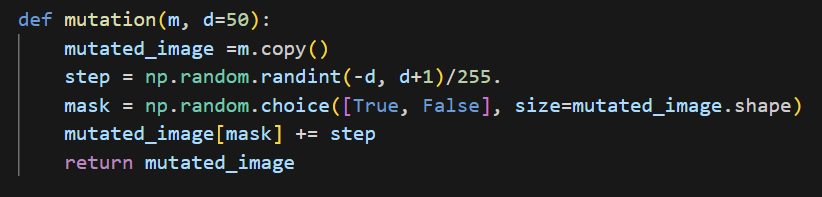 def mutation(m, d=50):
    mutated_image =m.copy()
    step = np.random.randint(-d, d+1)/255.
    mask = np.random.choice([True, False], size=mutated_image.shape)
    mutated_image[mask] += step
    return mutated_image